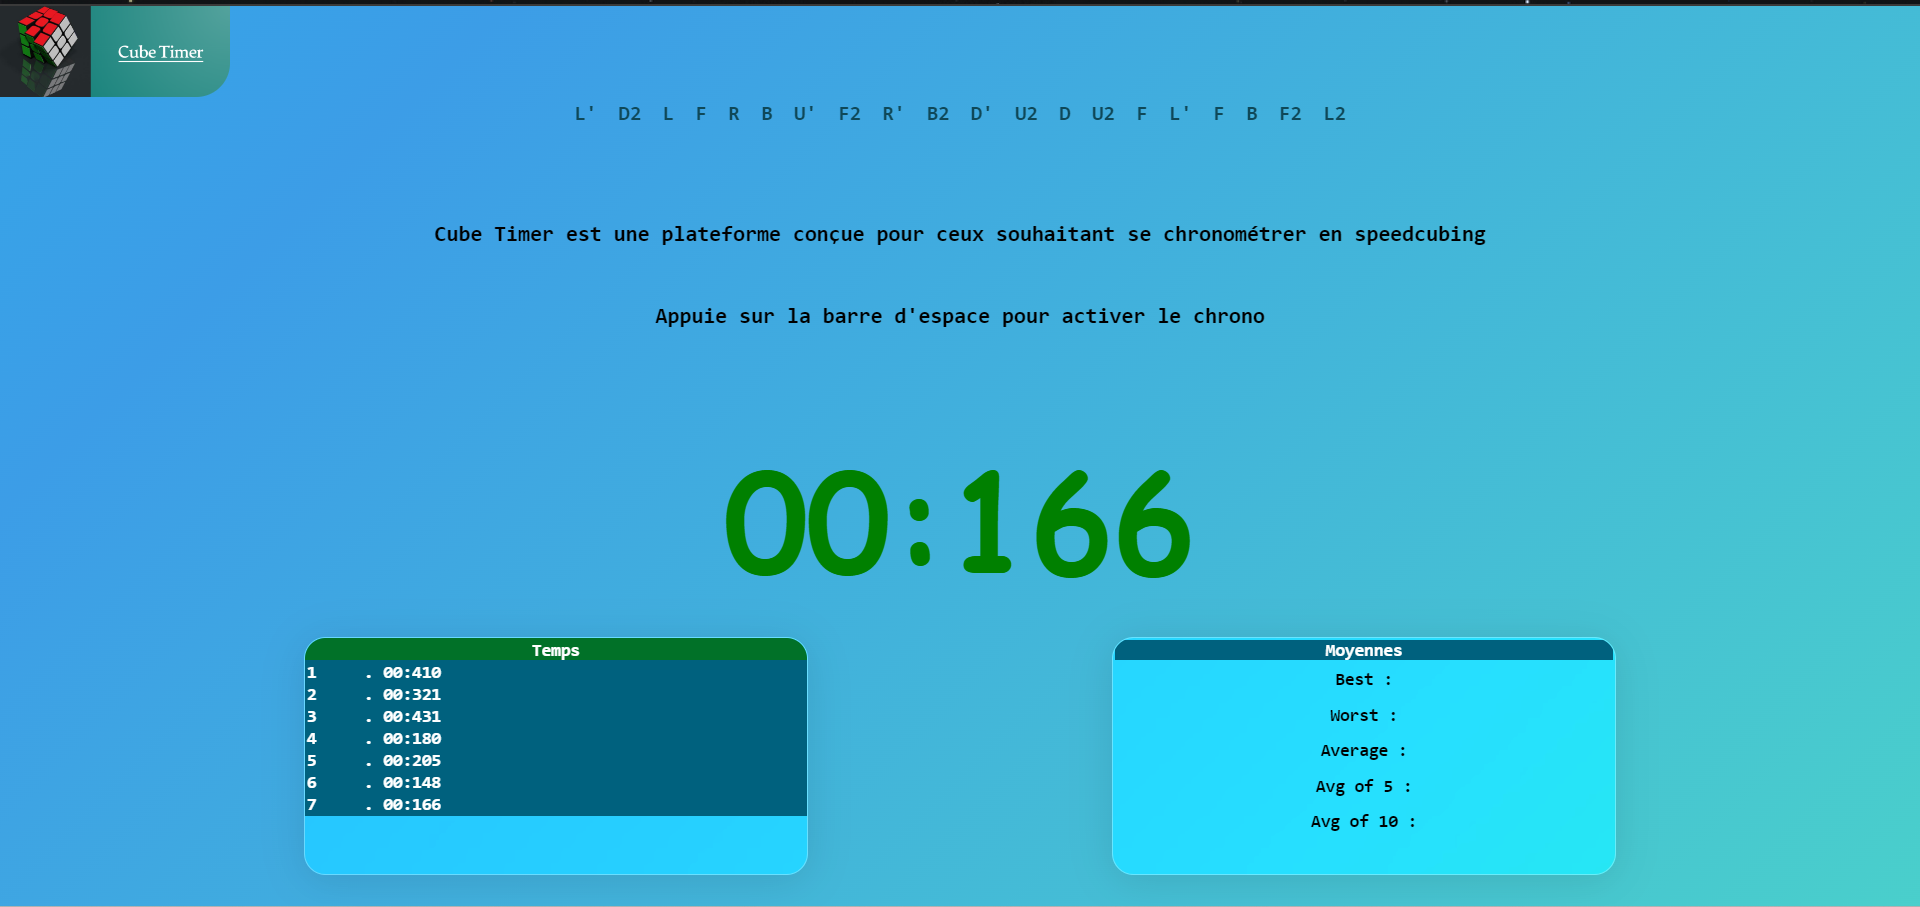 Cube Timer
L' D2 L F R B U' F2 R' B2 D' U2 D U2 F L' F B F2 L2
Cube Timer est une plateforme conçue pour ceux souhaitant se chronométrer en speedcubing
Appuie sur la barre d'espace pour activer le chrono
00:166
Temps
1 . 00:410
2 . 00:321
3 . 00:431
4 . 00:180
5 . 00:205
6 . 00:148
7 . 00:166
Moyennes
Best :
Worst :
Average :
Avg of 5 :
Avg of 10 :